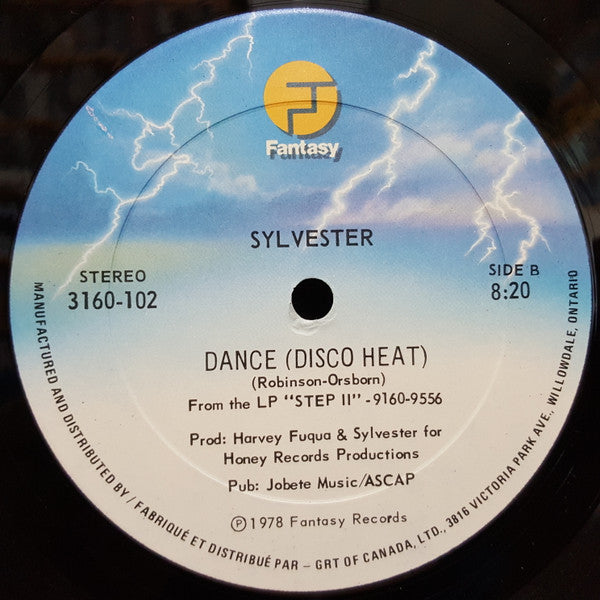 Fantasy
SYLVESTER
STEREO
3160-102
SIDE B
8:20
DANCE (DISCO HEAT)
(Robinson-Orsborn)
From the LP "STEP II" -9160-9556
Prod: Harvey Fuqua & Sylvester for
Honey Records Productions
Pub: Jobete Music/ASCAP
℗1978 Fantasy Records
MANUFACTURED AND DISTRIBUTED BY / FABRIQUÉ ET DISTRIBUÉ PAR – GRT OF CANADA, LTD., 3816 VICTORIA PARK AVE., WILLOWDALE, ONTARIO